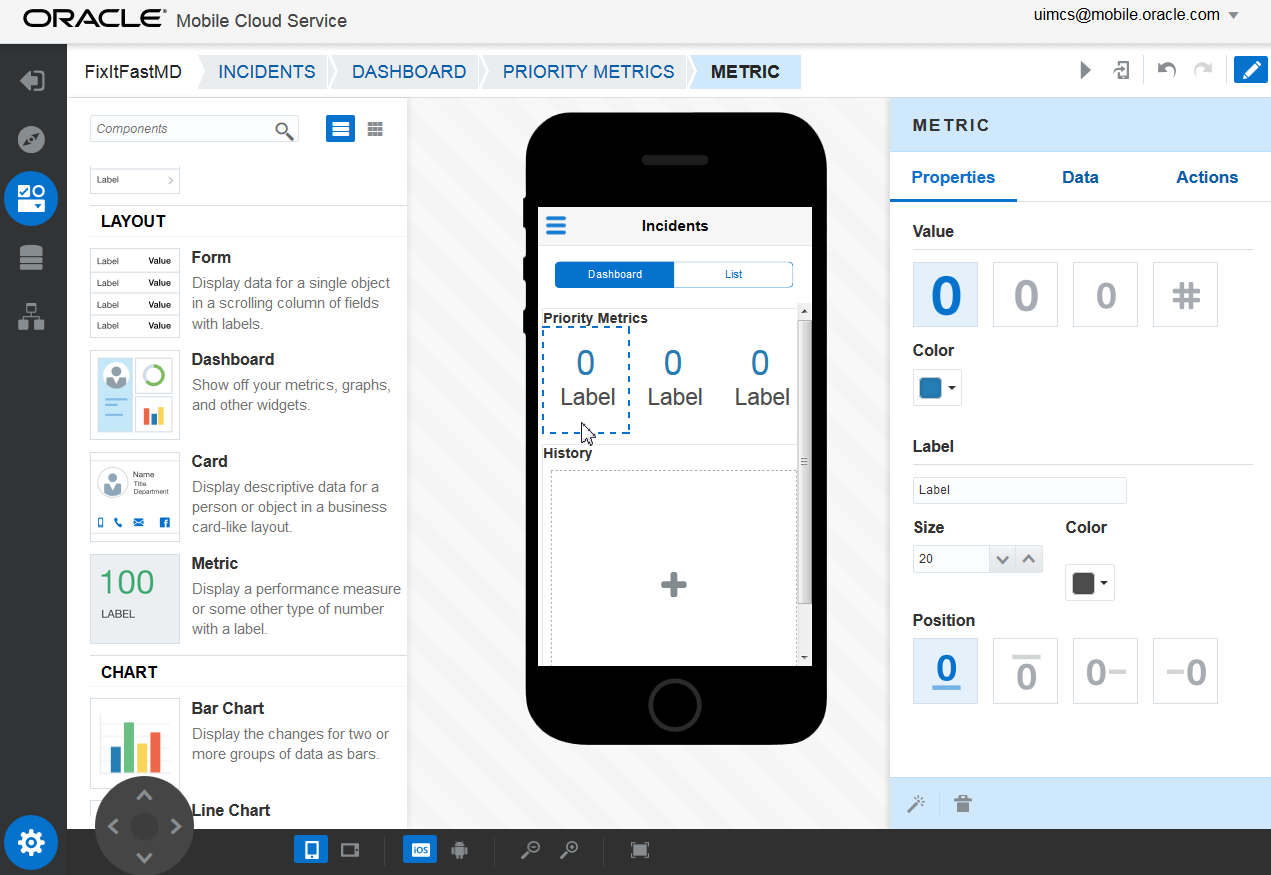 ORACLE Mobile Cloud Service
uimcs@mobile.oracle.com
FixItFastMD INCIDENTS DASHBOARD PRIORITY METRICS METRIC
Components
Label
LAYOUT
Label Value
Label Value
Label Value
Label Value
Form
Display data for a single object
in a scrolling column of fields
with labels.
Dashboard
Show off your metrics, graphs,
and other widgets.
Name
Title
Department
Card
Display descriptive data for a
person or object in a business
card-like layout.
100
LABEL
Metric
Display a performance measure
or some other type of number
with a label.
CHART
Bar Chart
Display the changes for two or
more groups of data as bars.
Line Chart
Incidents
Dashboard List
Priority Metrics
0 0 0
Label Label Label
History
METRIC
Properties Data Actions
Value
0 0 0 #
Color
Label
Label
Size Color
20
Position
0 0 0 0
iOS